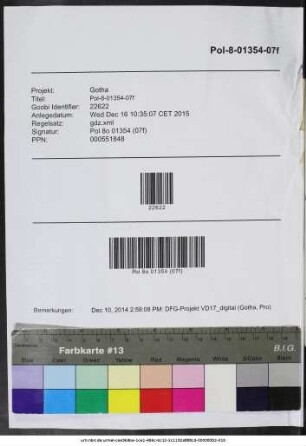 Pol-8-01354-07f
Projekt: Gotha
Titel: Pol-8-01354-07f
Goobi Identifier: 22622
Anlegedatum: Wed Dec 16 10:35:07 CET 2015
Regelsatz: gdz.xml
Signatur: Pol 8o 01354 (07f)
PPN: 000551848
22622
Pol 8o 01354 (07f)
Bemerkungen: Dec 10, 2014 2:58:08 PM: DFG-Projekt VD17_digital (Gotha, Pro)
Farbkarte #13 B.I.G.
Blue Cyan Green Yellow Red Magenta White 3/Color Black